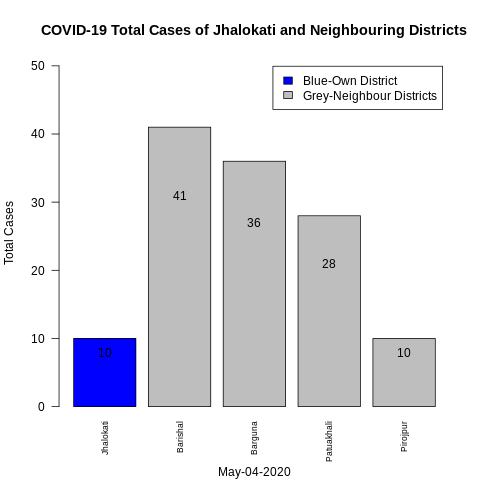 COVID-19 Total Cases of Jhalokati and Neighbouring Districts
Blue-Own District
Grey-Neighbour Districts
Total Cases
50
40
30
20
10
0
10
41
36
28
10
Jhalokati
Barishal
Barguna
Patuakhali
Pirojpur
May-04-2020